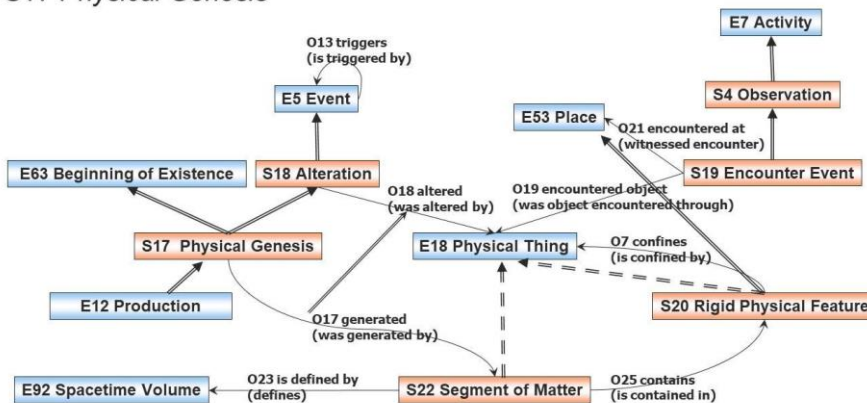 E7 Activity
O13 triggers
(is triggered by)
E5 Event
S4 Observation
E53 Place
O21 encountered at
(witnessed encounter)
E63 Beginning of Existence
S18 Alteration
S19 Encounter Event
O18 altered
(was altered by)
O19 encountered object
(was object encountered through)
S17 Physical Genesis
E18 Physical Thing
O7 confines
(is confined by)
E12 Production
S20 Rigid Physical Feature
O17 generated
(was generated by)
E92 Spacetime Volume
O23 is defined by
(defines)
S22 Segment of Matter
O25 contains
(is contained in)